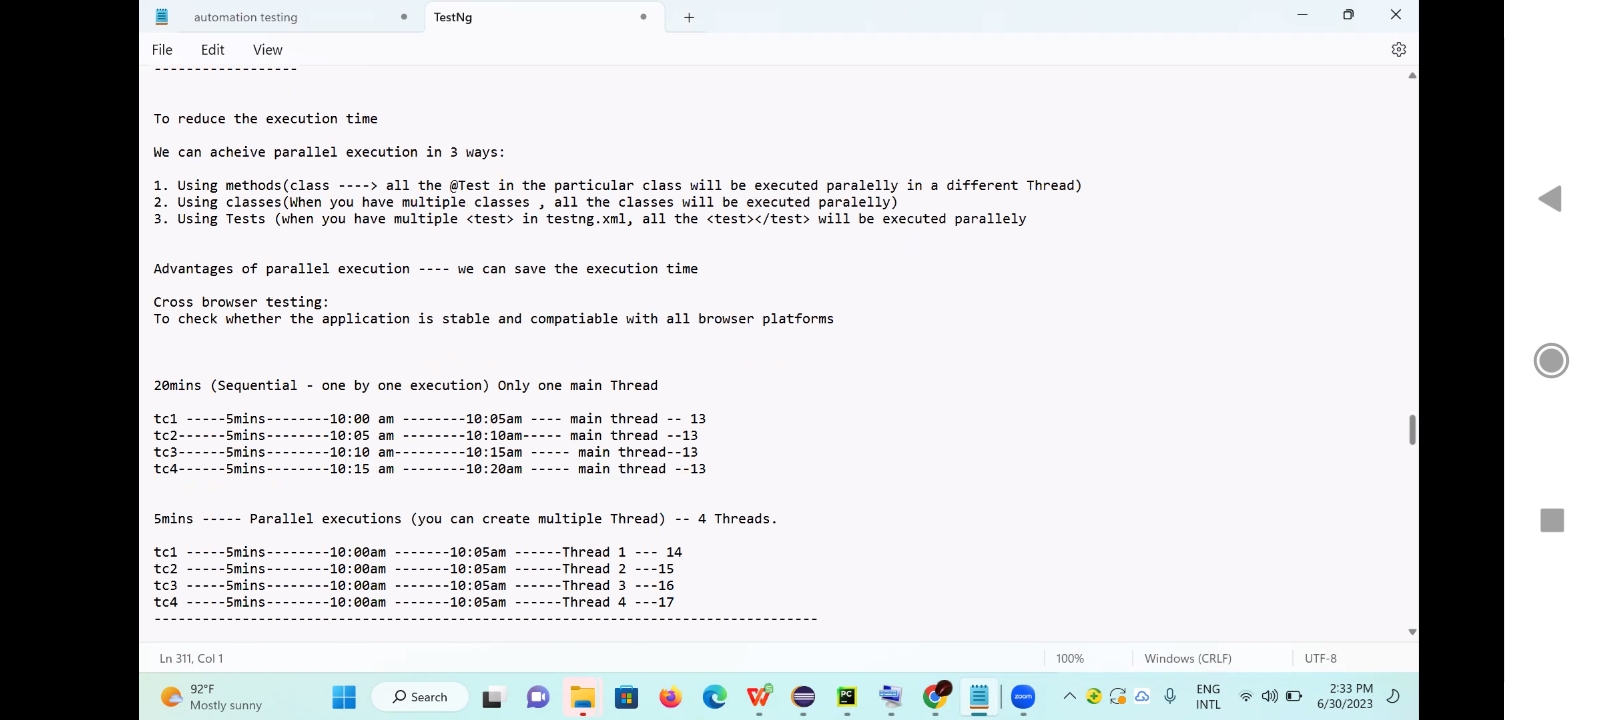 automation testing
TestNg
File Edit View
------------------
To reduce the execution time
We can acheive parallel execution in 3 ways:
1. Using methods(class ----> all the @Test in the particular class will be executed paralelly in a different Thread)
2. Using classes(When you have multiple classes , all the classes will be executed paralelly)
3. Using Tests (when you have multiple <test> in testng.xml, all the <test></test> will be executed parallely
Advantages of parallel execution ---- we can save the execution time
Cross browser testing:
To check whether the application is stable and compatiable with all browser platforms
20mins (Sequential - one by one execution) Only one main Thread
tc1 -----5mins--------10:00 am --------10:05am ---- main thread -- 13
tc2------5mins--------10:05 am --------10:10am----- main thread --13
tc3------5mins--------10:10 am---------10:15am ----- main thread--13
tc4------5mins--------10:15 am --------10:20am ----- main thread --13
5mins ----- Parallel executions (you can create multiple Thread) -- 4 Threads.
tc1 -----5mins--------10:00am -------10:05am ------Thread 1 --- 14
tc2 -----5mins--------10:00am -------10:05am ------Thread 2 ---15
tc3 -----5mins--------10:00am -------10:05am ------Thread 3 ---16
tc4 -----5mins--------10:00am -------10:05am ------Thread 4 ---17
-----------------------------------------------------------------------------------
Ln 311, Col 1 100% Windows (CRLF) UTF-8
92°F
Mostly sunny
Search
PC
zoom
ENG
INTL
2:33 PM
6/30/2023